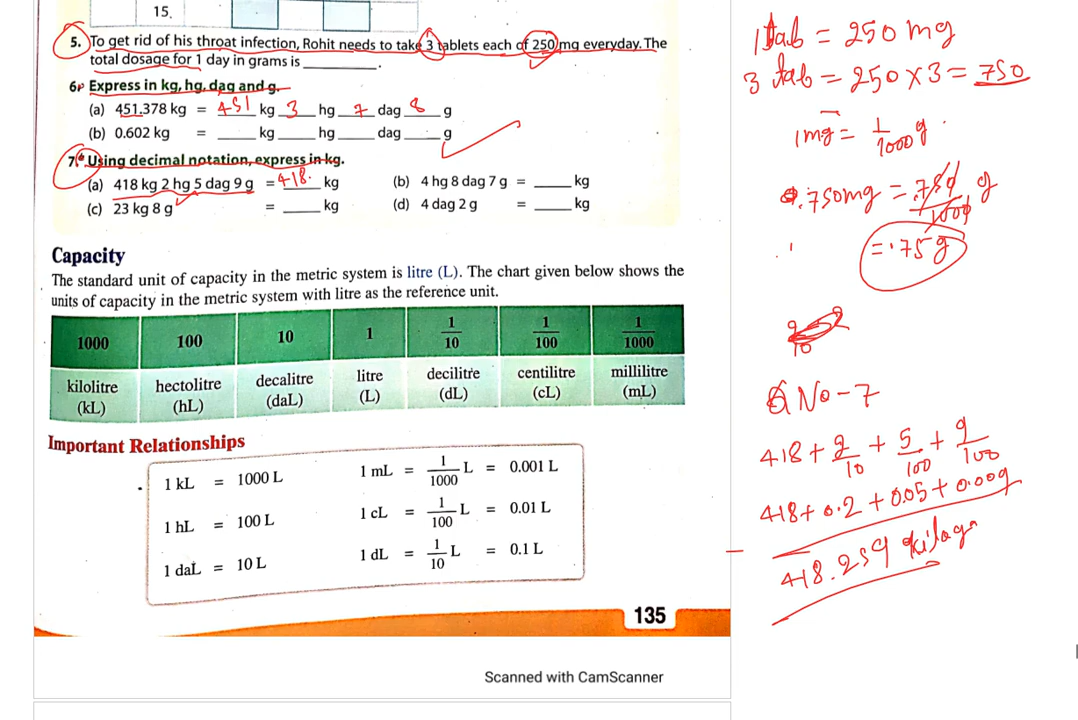 15.
5. To get rid of his throat infection, Rohit needs to take 3 tablets each of 250 mg everyday. The
total dosage for 1 day in grams is ____________.
6. Express in kg, hg, dag and g.
(a) 451.378 kg = 451 kg 3 hg 7 dag 8 g
(b) 0.602 kg = _____ kg _____ hg _____ dag _____ g
7. Using decimal notation, express in kg.
(a) 418 kg 2 hg 5 dag 9 g = 418. kg (b) 4 hg 8 dag 7 g = _____ kg
(c) 23 kg 8 g = _____ kg (d) 4 dag 2 g = _____ kg
Capacity
The standard unit of capacity in the metric system is litre (L). The chart given below shows the
units of capacity in the metric system with litre as the reference unit.
1000 100 10 1 1/10 1/100 1/1000
kilolitre hectolitre decalitre litre decilitre centilitre millilitre
(kL) (hL) (daL) (L) (dL) (cL) (mL)
Important Relationships
1 kL = 1000 L 1 mL = 1/1000 L = 0.001 L
1 hL = 100 L 1 cL = 1/100 L = 0.01 L
1 daL = 10 L 1 dL = 1/10 L = 0.1 L
135
Scanned with CamScanner
1 tab = 250 mg
3 tab = 250 × 3 = 750
1 mg = 1/1000 g
750 mg = 750/1000 g
= .75 g
Q No - 7
418 + 2/10 + 5/100 + 9/100
418 + 0.2 + 0.05 + 0.009
418.259